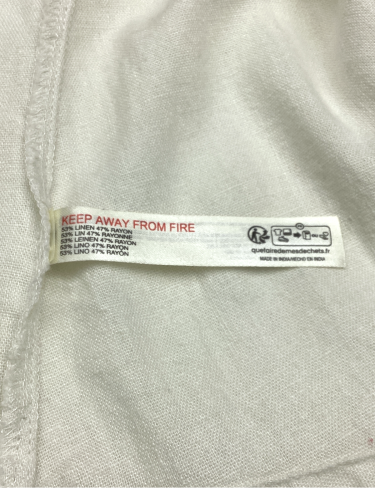 KEEP AWAY FROM FIRE
53% LINEN 47% RAYON
53% LIN 47% RAYONNE
53% LEINEN 47% RAYON
53% LINO 47% RAYON
53% LINO 47% RAYÓN
quefairedemesdechets.fr
MADE IN INDIA/HECHO EN INDIA